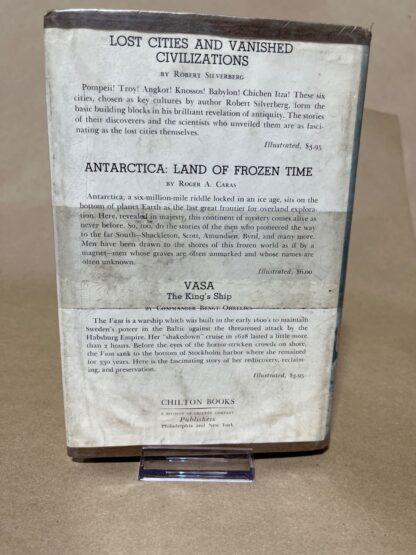 LOST CITIES AND VANISHED
CIVILIZATIONS
BY ROBERT SILVERBERG
Pompeii! Troy! Angkor! Knossos! Babylon! Chichen Itza! These six
cities, chosen as key cultures by author Robert Silverberg, form the
basic building blocks in his brilliant revelation of antiquity. The stories
of their discoverers and the scientists who unveiled them are as fasci-
nating as the lost cities themselves.
Illustrated, $3.95
ANTARCTICA: LAND OF FROZEN TIME
BY ROGER A. CARAS
Antarctica, a six-million-mile riddle locked in an ice age, sits on the
bottom of planet Earth as the last great frontier for overland explora-
tion. Here, revealed in majesty, this continent of mystery comes alive as
never before. So, too, do the stories of the men who pioneered the way
to the far South—Shackleton, Scott, Amundsen, Byrd, and many more.
Men have been drawn to the shores of this frozen world as if by a
magnet—men whose graves are often unmarked and whose names are
often unknown.
Illustrated, $6.00
VASA
The King's Ship
BY COMMANDER BENGT OHRELIUS
The Vasa is a warship which was built in the early 1600's to maintain
Sweden's power in the Baltic against the threatened attack by the
Habsburg Empire. Her "shakedown" cruise in 1628 lasted a little more
than 2 hours. Before the eyes of the horror-stricken crowds on shore,
the Vasa sank to the bottom of Stockholm harbor where she remained
for 330 years. Here is the fascinating story of her rediscovery, reclaim-
ing, and preservation.
Illustrated, $3.95
CHILTON BOOKS
A DIVISION OF CHILTON COMPANY
Publishers
Philadelphia and New York